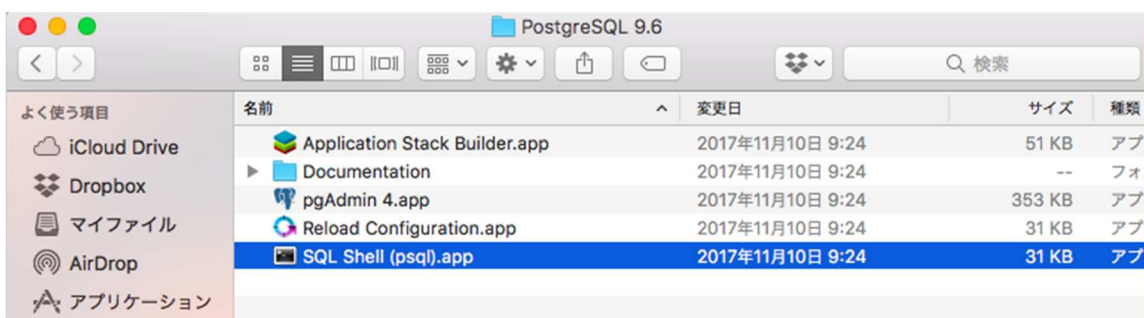 PostgreSQL 9.6
検索
よく使う項目
iCloud Drive
Dropbox
マイファイル
AirDrop
アプリケーション
名前 変更日 サイズ 種類
Application Stack Builder.app 2017年11月10日 9:24 51 KB アプ
Documentation 2017年11月10日 9:24 -- フォ
pgAdmin 4.app 2017年11月10日 9:24 353 KB アプ
Reload Configuration.app 2017年11月10日 9:24 31 KB アプ
SQL Shell (psql).app 2017年11月10日 9:24 31 KB アプ